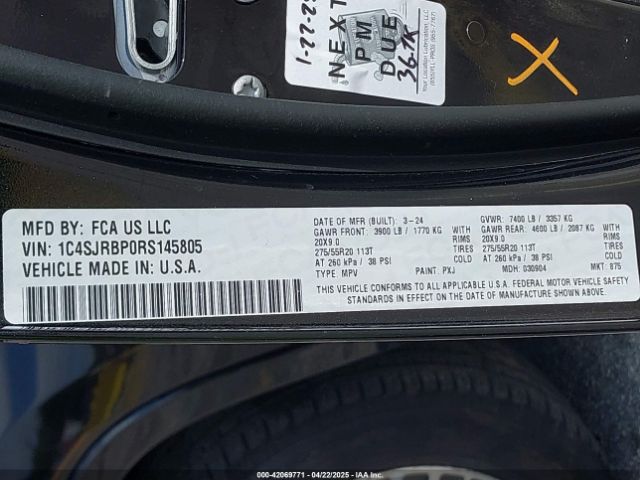 1-27-25
NEXT
PM
DUE
36.7K
Your Location Lubrication, LLC
X
MFD BY: FCA US LLC
VIN: 1C4SJRBP0RS145805
VEHICLE MADE IN: U.S.A.
DATE OF MFR (BUILT): 3-24 GVWR: 7400 LB / 3357 KG
GAWR FRONT: 3900 LB / 1770 KG GAWR REAR: 4600 LB / 2087 KG
20X9.0 RIMS 20X9.0 RIMS
275/55R20 113T TIRES 275/55R20 113T TIRES
AT 260 kPa / 38 PSI COLD AT 260 kPa / 38 PSI COLD
TYPE: MPV PAINT: PXJ MDH: 030904 MKT: 875
THIS VEHICLE CONFORMS TO ALL APPLICABLE U.S.A. FEDERAL MOTOR VEHICLE SAFETY
STANDARDS IN EFFECT ON THE DATE OF MANUFACTURE SHOWN ABOVE.
000-42069771 - 04/22/2025 - IAA Inc.